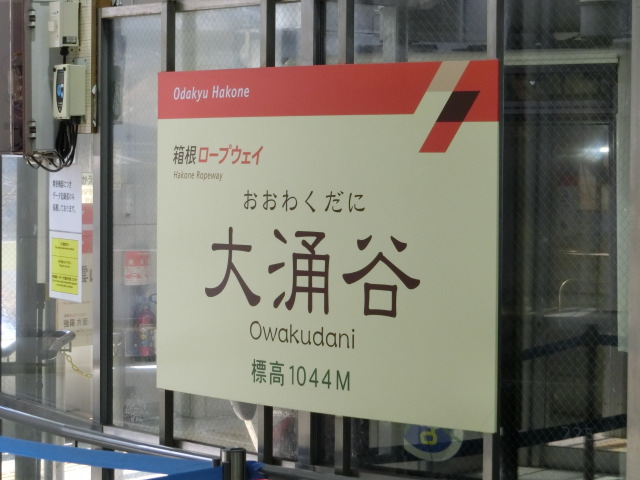 Odakyu Hakone
箱根ロープウェイ
Hakone Ropeway
おおわくだに
大涌谷
Owakudani
標高1044M